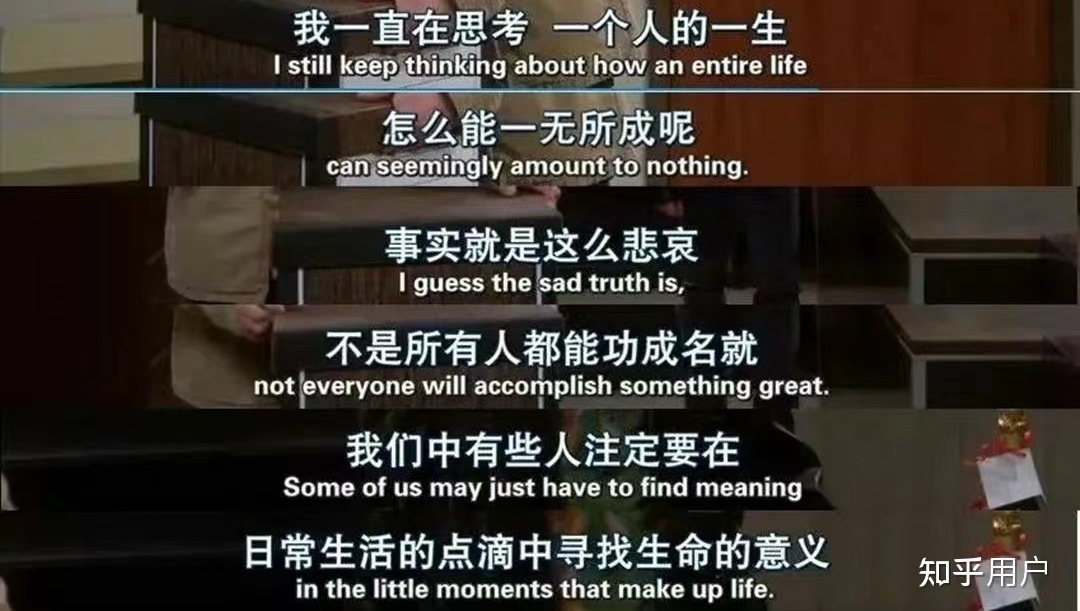 我一直在思考 一个人的一生
I still keep thinking about how an entire life
怎么能一无所成呢
can seemingly amount to nothing.
事实就是这么悲哀
I guess the sad truth is,
不是所有人都能功成名就
not everyone will accomplish something great.
我们中有些人注定要在
Some of us may just have to find meaning
日常生活的点滴中寻找生命的意义
in the little moments that make up life.
知乎用户